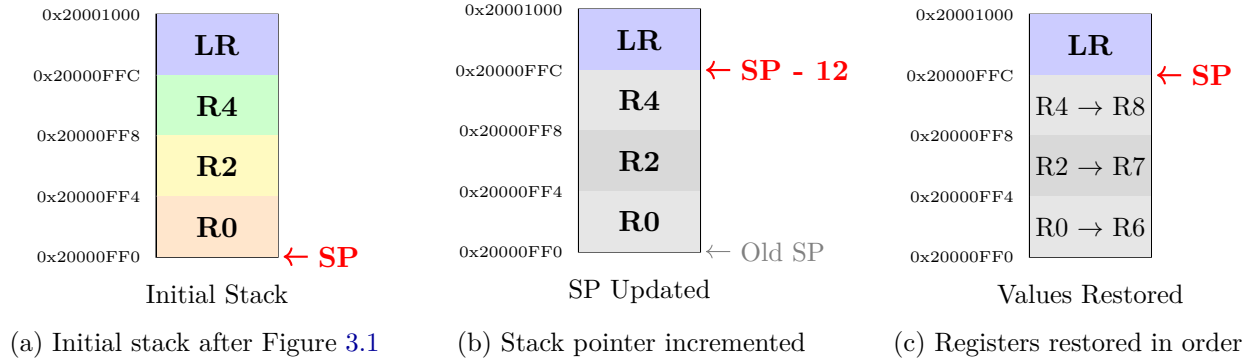 0x20001000
LR
0x20000FFC
R4
0x20000FF8
R2
0x20000FF4
R0
0x20000FF0
← SP
Initial Stack
(a) Initial stack after Figure 3.1
0x20001000
LR
0x20000FFC
← SP - 12
R4
0x20000FF8
R2
0x20000FF4
R0
0x20000FF0
← Old SP
SP Updated
(b) Stack pointer incremented
0x20001000
LR
0x20000FFC
← SP
R4 → R8
0x20000FF8
R2 → R7
0x20000FF4
R0 → R6
0x20000FF0
Values Restored
(c) Registers restored in order